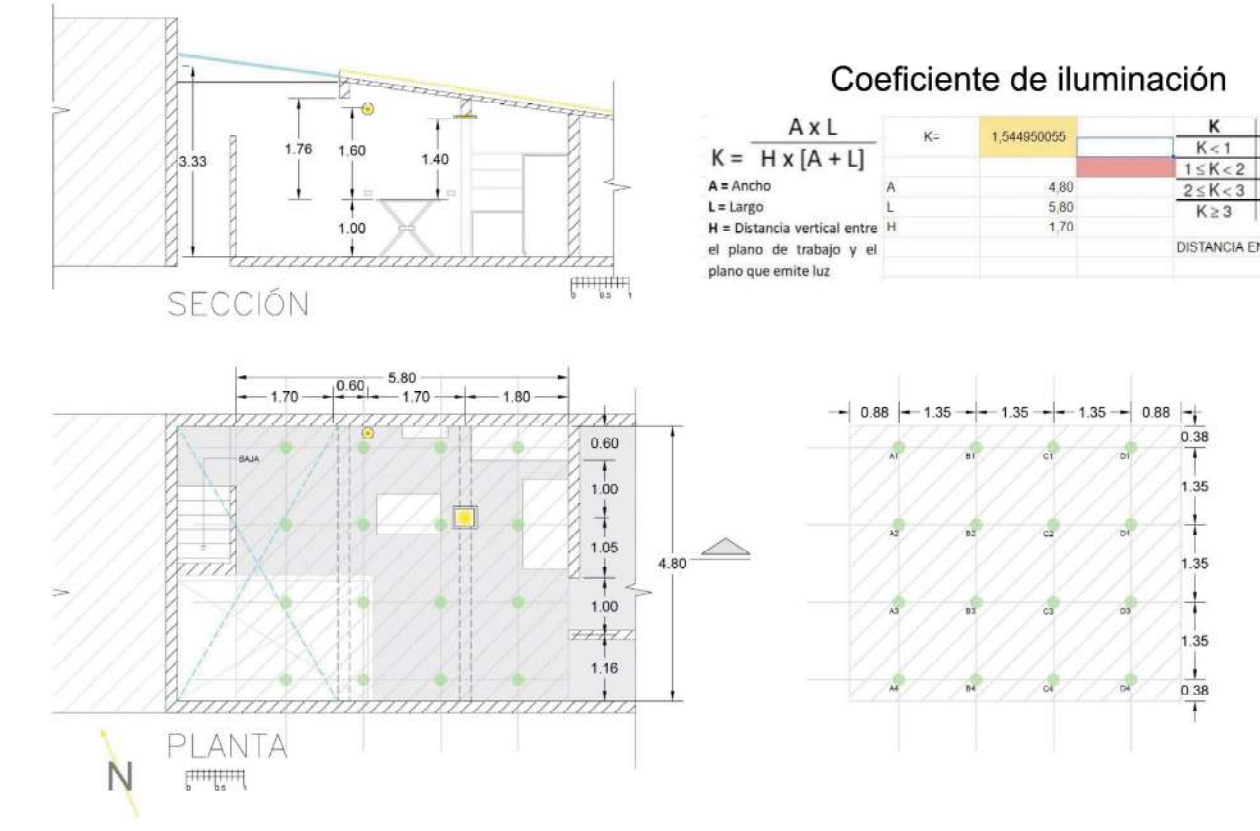 3.33
1.76
1.60
1.40
1.00
SECCIÓN
0 0.5 1
Coeficiente de iluminación
K = A x L / H x [A + L]
A = Ancho
L = Largo
H = Distancia vertical entre
el plano de trabajo y el
plano que emite luz
K= 1,544950055
A 4,80
L 5,80
H 1,70
K
K < 1
1 ≤ K < 2
2 ≤ K < 3
K ≥ 3
DISTANCIA EN
5.80
1.70 0.60 1.70 1.80
BAJA
0.60
1.00
1.05
1.00
1.16
4.80
PLANTA
N
0 0.5 1
0.88 1.35 1.35 1.35 0.88
0.38
1.35
1.35
1.35
0.38
A1 B1 C1 D1
A2 B2 C2 D1
A3 B3 C3 D3
A4 B4 C4 D4